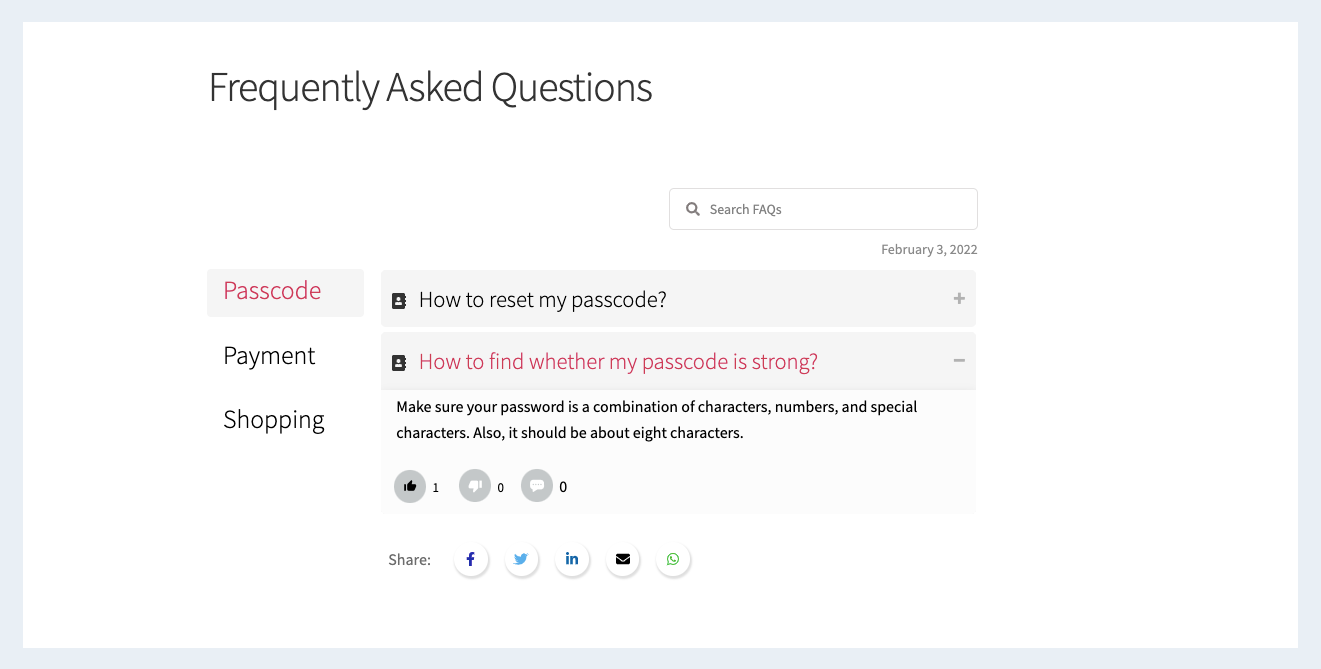 Frequently Asked Questions
Search FAQs
February 3, 2022
Passcode
Payment
Shopping
How to reset my passcode?
How to find whether my passcode is strong?
Make sure your password is a combination of characters, numbers, and special
characters. Also, it should be about eight characters.
1 0 0
Share: